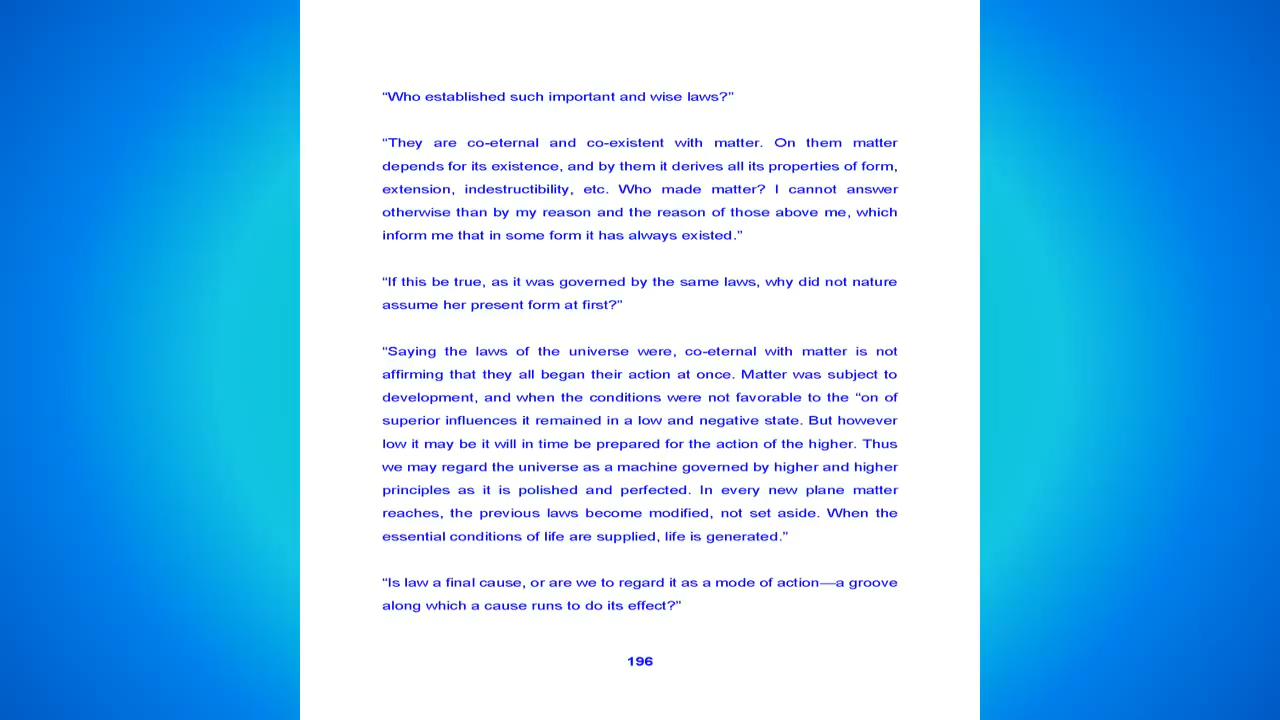 “Who established such important and wise laws?”
“They are co-eternal and co-existent with matter. On them matter
depends for its existence, and by them it derives all its properties of form,
extension, indestructibility, etc. Who made matter? I cannot answer
otherwise than by my reason and the reason of those above me, which
inform me that in some form it has always existed.”
“If this be true, as it was governed by the same laws, why did not nature
assume her present form at first?”
“Saying the laws of the universe were, co-eternal with matter is not
affirming that they all began their action at once. Matter was subject to
development, and when the conditions were not favorable to the “on of
superior influences it remained in a low and negative state. But however
low it may be it will in time be prepared for the action of the higher. Thus
we may regard the universe as a machine governed by higher and higher
principles as it is polished and perfected. In every new plane matter
reaches, the previous laws become modified, not set aside. When the
essential conditions of life are supplied, life is generated.”
“Is law a final cause, or are we to regard it as a mode of action—a groove
along which a cause runs to do its effect?”
196